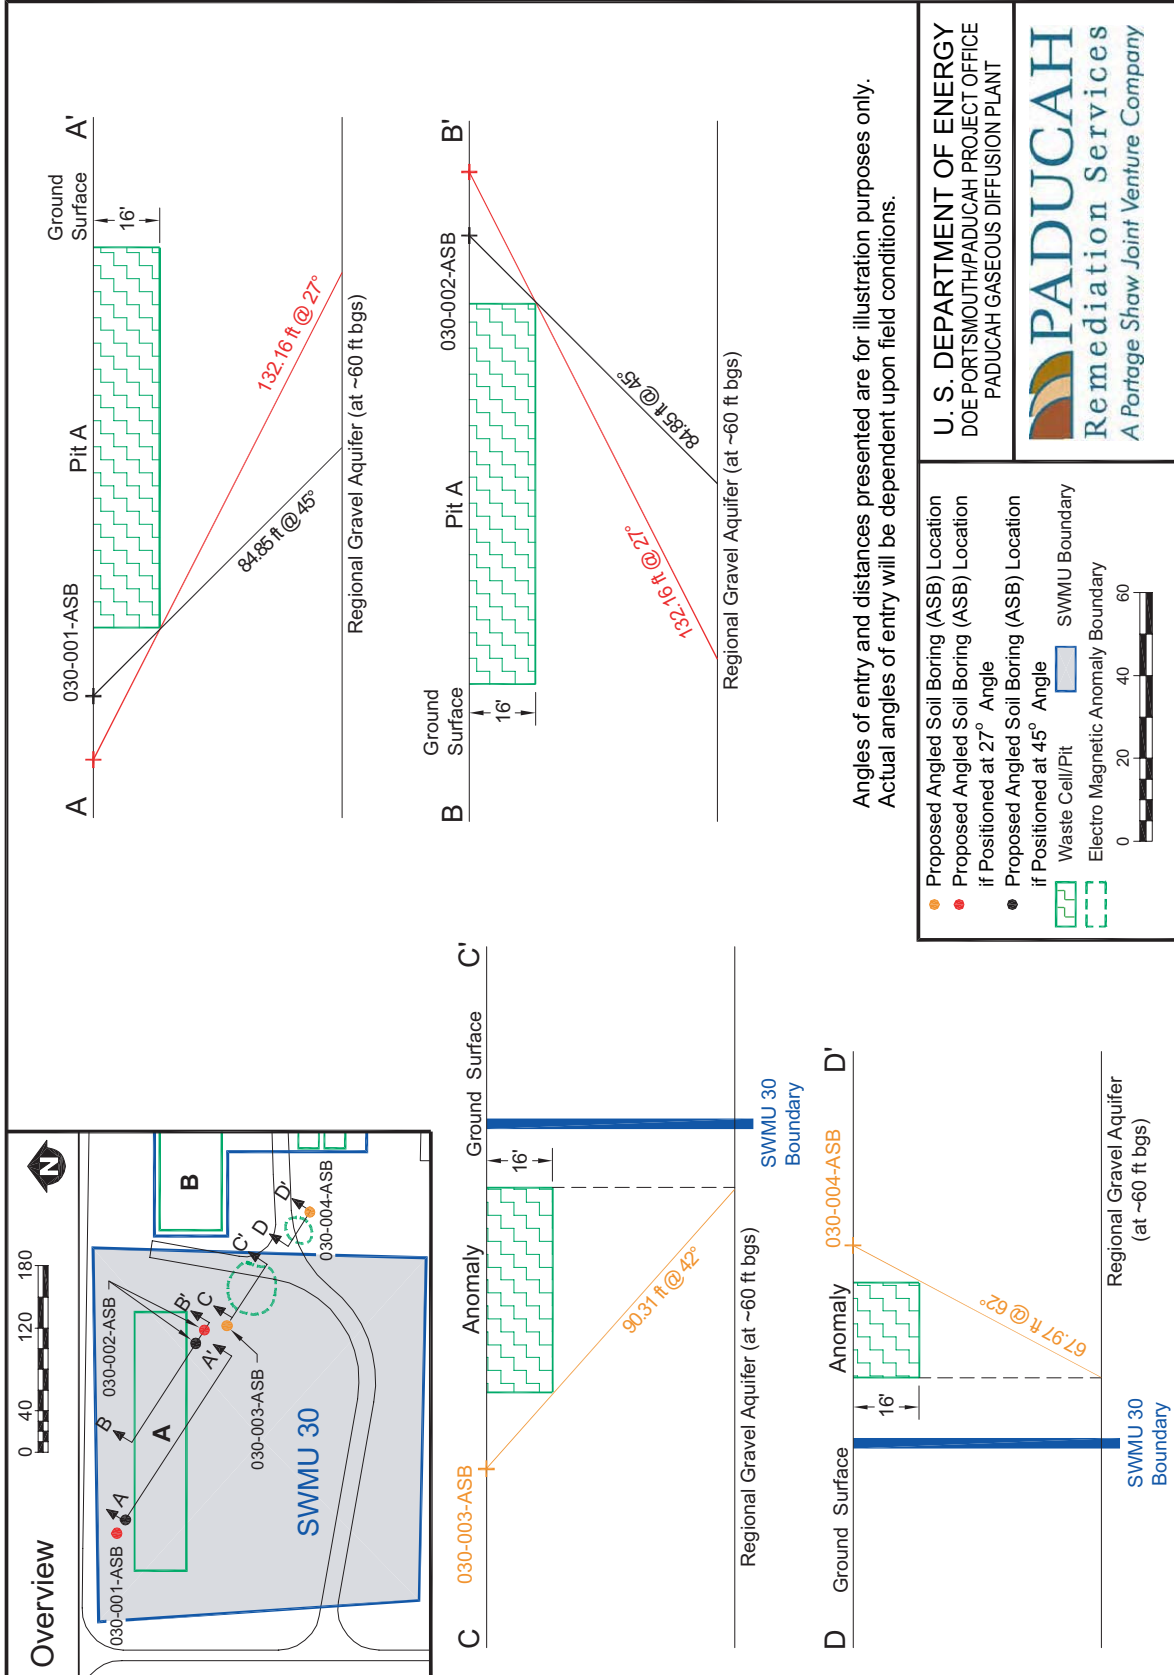 Overview
0
40
120
180
N
030-001-ASB
030-002-ASB
030-003-ASB
030-004-ASB
A
B
A
A'
B
B'
C
C'
D
D'
SWMU 30
A
A'
030-001-ASB
Pit A
Ground
Surface
16'
84.85 ft @ 45°
132.16 ft @ 27°
Regional Gravel Aquifer (at ~60 ft bgs)
B
B'
Ground
Surface
16'
Pit A
030-002-ASB
132.16 ft @ 27°
84.85 ft @ 45°
Regional Gravel Aquifer (at ~60 ft bgs)
C
C'
030-003-ASB
Anomaly
Ground Surface
16'
90.31 ft @ 42°
SWMU 30
Boundary
Regional Gravel Aquifer (at ~60 ft bgs)
D
D'
Ground Surface
16'
Anomaly
030-004-ASB
67.97 ft @ 62°
SWMU 30
Boundary
Regional Gravel Aquifer
(at ~60 ft bgs)
Angles of entry and distances presented are for illustration purposes only.
Actual angles of entry will be dependent upon field conditions.
Proposed Angled Soil Boring (ASB) Location
Proposed Angled Soil Boring (ASB) Location
if Positioned at 27° Angle
Proposed Angled Soil Boring (ASB) Location
if Positioned at 45° Angle
Waste Cell/Pit
SWMU Boundary
Electro Magnetic Anomaly Boundary
0
20
40
60
U. S. DEPARTMENT OF ENERGY
DOE PORTSMOUTH/PADUCAH PROJECT OFFICE
PADUCAH GASEOUS DIFFUSION PLANT
PADUCAH
Remediation Services
A Portage Shaw Joint Venture Company